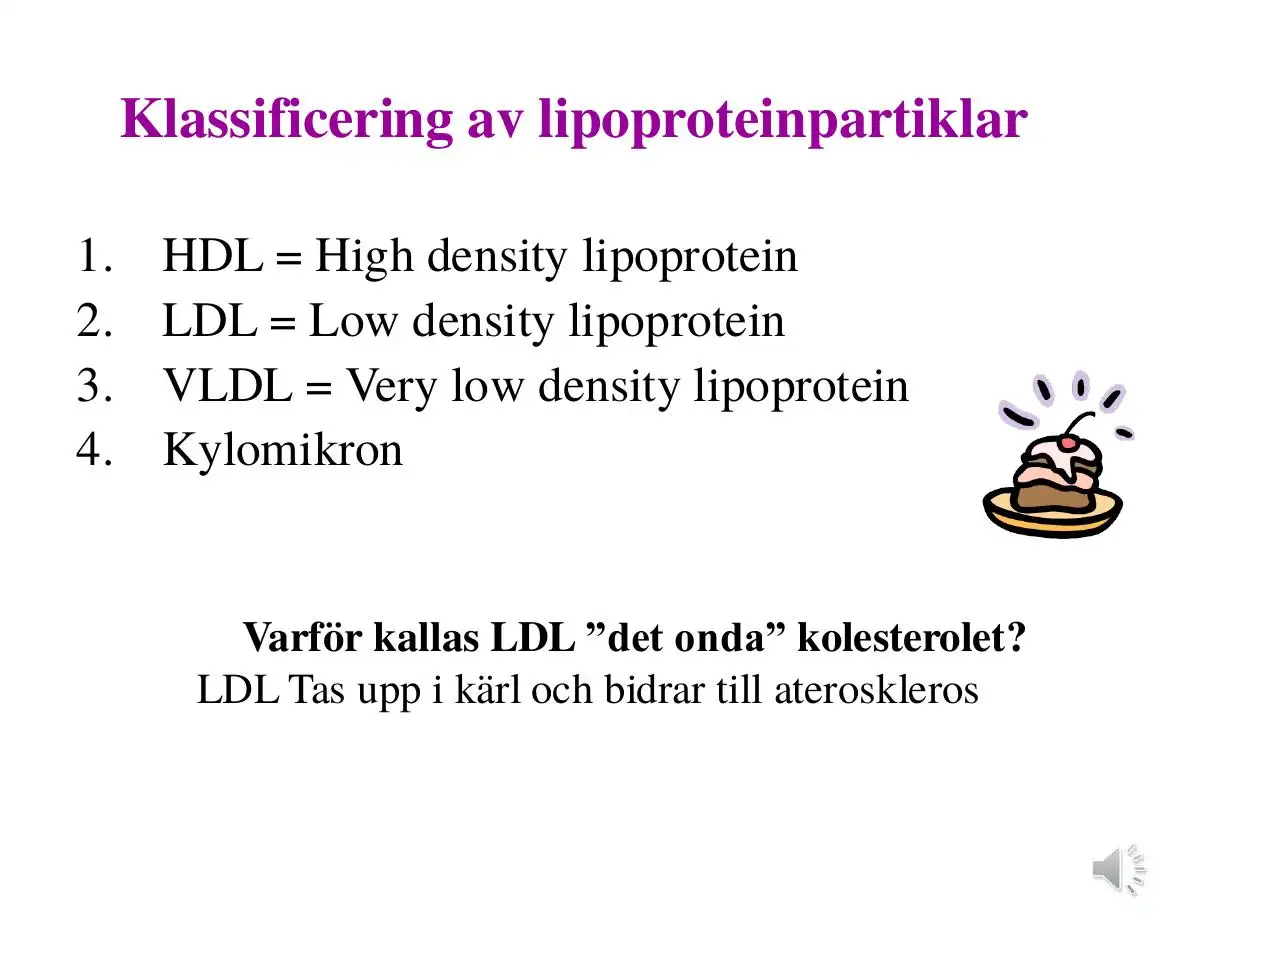 Klassificering av lipoproteinpartiklar
1. HDL = High density lipoprotein
2. LDL = Low density lipoprotein
3. VLDL = Very low density lipoprotein
4. Kylomikron
Varför kallas LDL ”det onda” kolesterolet?
LDL Tas upp i kärl och bidrar till ateroskleros